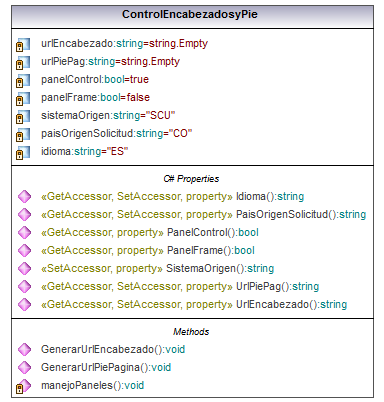 ControlEncabezadosyPie
urlEncabezado:string=string.Empty
urlPiePag:string=string.Empty
panelControl:bool=true
panelFrame:bool=false
sistemaOrigen:string="SCU"
paisOrigenSolicitud:string="CO"
idioma:string="ES"
C# Properties
«GetAccessor, SetAccessor, property» Idioma():string
«GetAccessor, SetAccessor, property» PaisOrigenSolicitud():string
«GetAccessor, property» PanelControl():bool
«GetAccessor, property» PanelFrame():bool
«SetAccessor, property» SistemaOrigen():string
«GetAccessor, SetAccessor, property» UrlPiePag():string
«GetAccessor, SetAccessor, property» UrlEncabezado():string
Methods
GenerarUrlEncabezado():void
GenerarUrlPiePagina():void
manejoPaneles():void